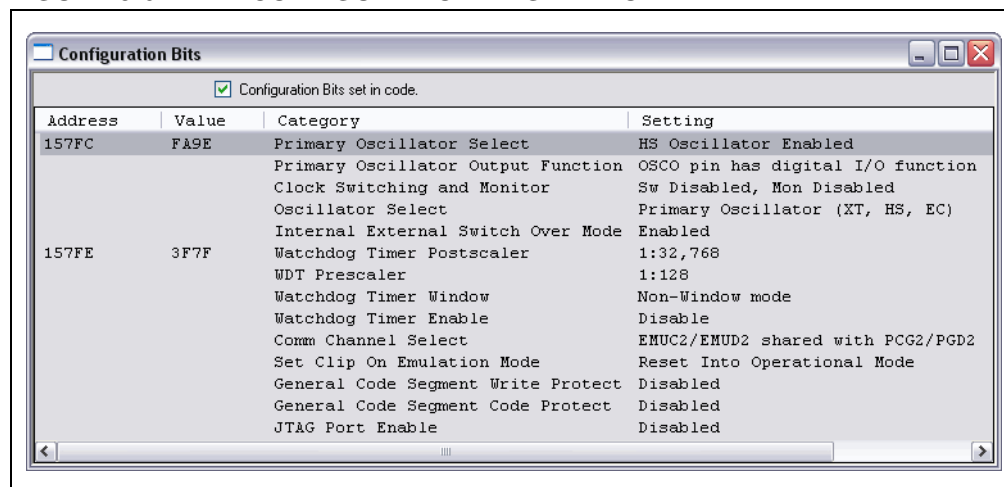 Configuration Bits
Configuration Bits set in code.
Address Value Category Setting
157FC FA9E Primary Oscillator Select HS Oscillator Enabled
Primary Oscillator Output Function OSCO pin has digital I/O function
Clock Switching and Monitor Sw Disabled, Mon Disabled
Oscillator Select Primary Oscillator (XT, HS, EC)
Internal External Switch Over Mode Enabled
157FE 3F7F Watchdog Timer Postscaler 1:32,768
WDT Prescaler 1:128
Watchdog Timer Window Non-Window mode
Watchdog Timer Enable Disable
Comm Channel Select EMUC2/EMUD2 shared with PCG2/PGD2
Set Clip On Emulation Mode Reset Into Operational Mode
General Code Segment Write Protect Disabled
General Code Segment Code Protect Disabled
JTAG Port Enable Disabled